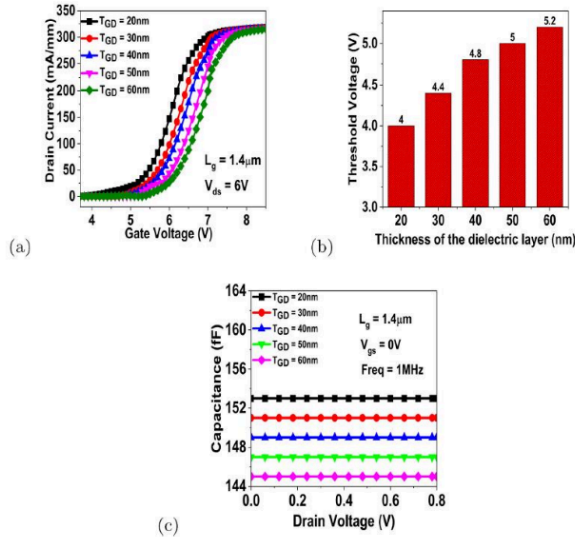 350
300
250
200
150
100
50
0
Drain Current (mA/mm)
T_GD = 20nm
T_GD = 30nm
T_GD = 40nm
T_GD = 50nm
T_GD = 60nm
L_g = 1.4μm
V_ds = 6V
4 5 6 7 8
Gate Voltage (V)
(a)
5.0
4.5
4.0
3.5
3.0
Threshold Voltage (V)
4 4.4 4.8 5 5.2
20 30 40 50 60
Thickness of the dielectric layer (nm)
(b)
164
160
156
152
148
144
Capacitance (fF)
T_GD = 20nm
T_GD = 30nm
T_GD = 40nm
T_GD = 50nm
T_GD = 60nm
L_g = 1.4μm
V_gs = 0V
Freq = 1MHz
0.0 0.2 0.4 0.6 0.8
Drain Voltage (V)
(c)